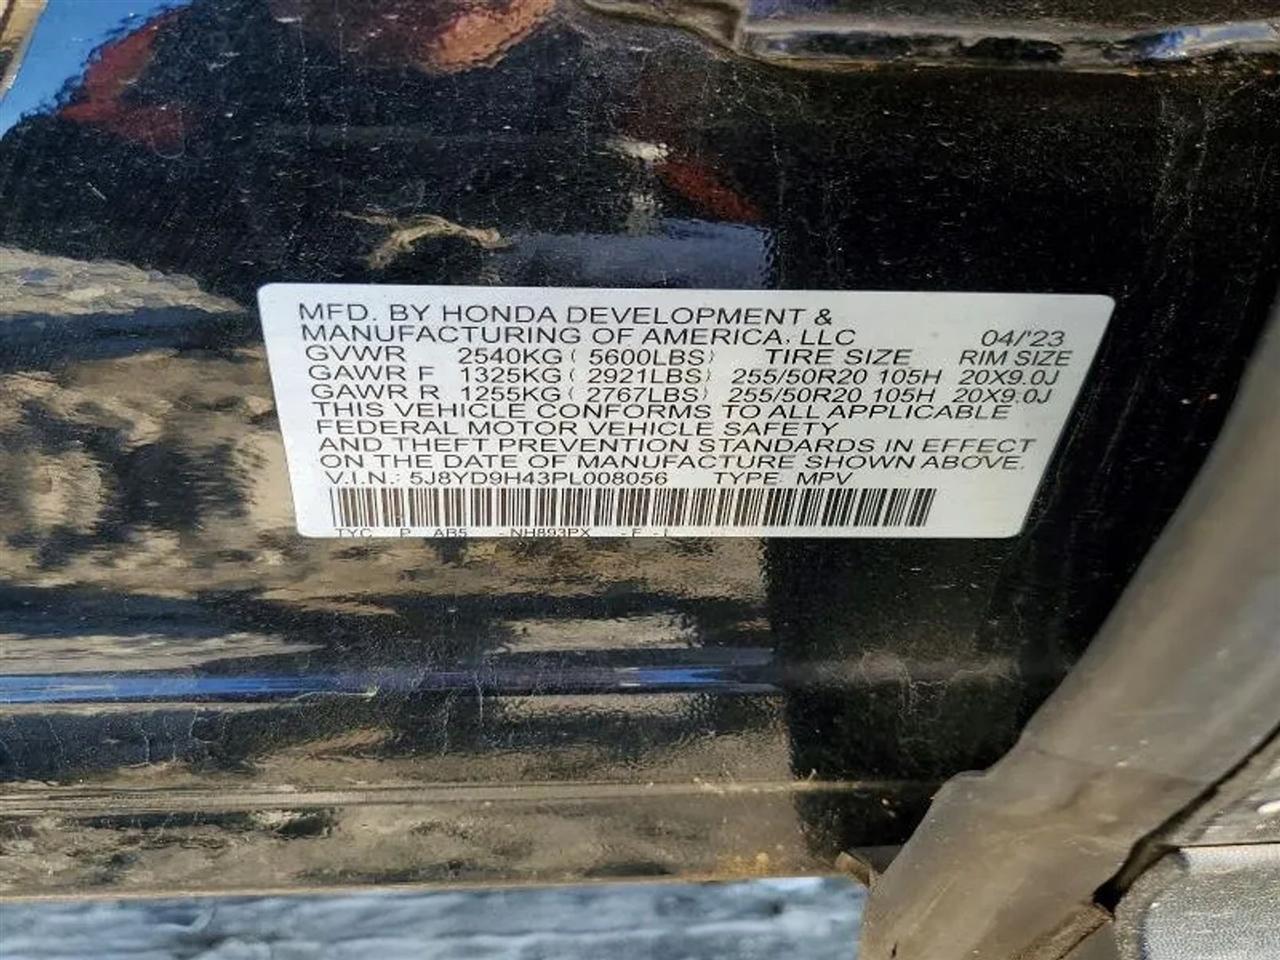 MFD. BY HONDA DEVELOPMENT &
MANUFACTURING OF AMERICA, LLC 04/'23
GVWR 2540KG ( 5600LBS) TIRE SIZE RIM SIZE
GAWR F 1325KG ( 2921LBS) 255/50R20 105H 20X9.0J
GAWR R 1255KG ( 2767LBS) 255/50R20 105H 20X9.0J
THIS VEHICLE CONFORMS TO ALL APPLICABLE
FEDERAL MOTOR VEHICLE SAFETY
AND THEFT PREVENTION STANDARDS IN EFFECT
ON THE DATE OF MANUFACTURE SHOWN ABOVE.
V.I.N.: 5J8YD9H43PL008056 TYPE: MPV
TYC P AB5 - NH893PX - F -